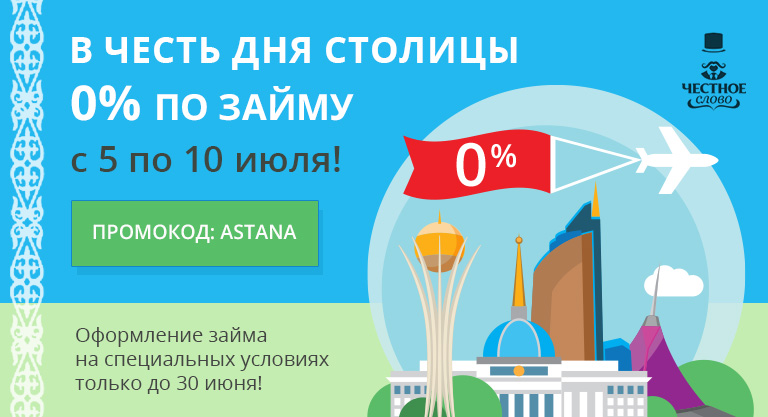 В ЧЕСТЬ ДНЯ СТОЛИЦЫ
0% ПО ЗАЙМУ
с 5 по 10 июля!
ПРОМОКОД: ASTANA
Оформление займа
на специальных условиях
только до 30 июня!
ЧЕСТНОЕ
СЛОВО
0%